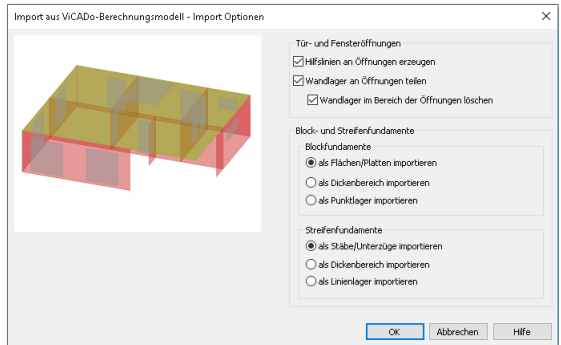 Import aus ViCADo-Berechnungsmodell - Import Optionen
Tür- und Fensteröffnungen
Hilfslinien an Öffnungen erzeugen
Wandlager an Öffnungen teilen
Wandlager im Bereich der Öffnungen löschen
Block- und Streifenfundamente
Blockfundamente
als Flächen/Platten importieren
als Dickenbereich importieren
als Punktlager importieren
Streifenfundamente
als Stäbe/Unterzüge importieren
als Dickenbereich importieren
als Linienlager importieren
OK Abbrechen Hilfe